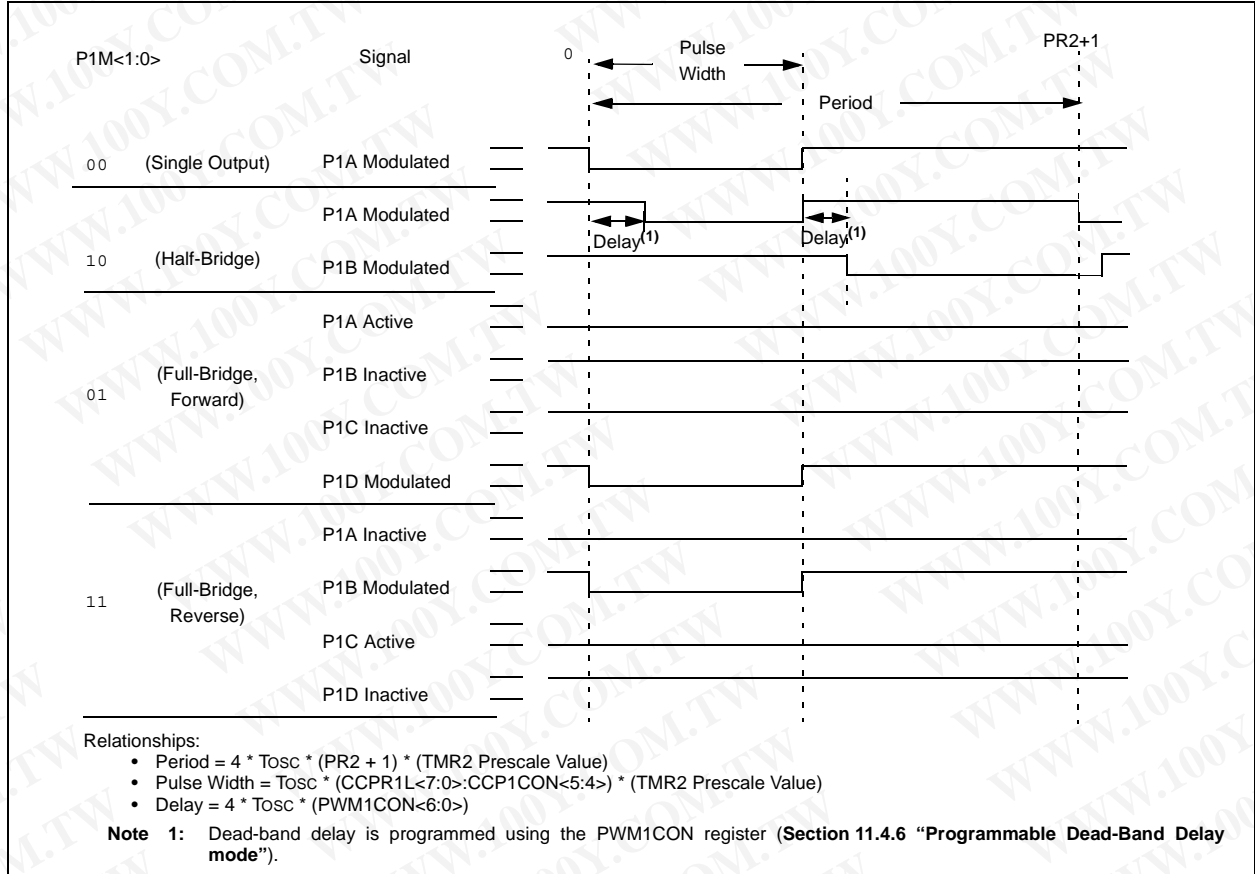 P1M<1:0> Signal 0 Pulse Width PR2+1
Period
00 (Single Output) P1A Modulated
P1A Modulated
Delay(1) Delay(1)
10 (Half-Bridge) P1B Modulated
P1A Active
(Full-Bridge, P1B Inactive
01 Forward)
P1C Inactive
P1D Modulated
P1A Inactive
(Full-Bridge, P1B Modulated
11 Reverse)
P1C Active
P1D Inactive
Relationships:
• Period = 4 * TOSC * (PR2 + 1) * (TMR2 Prescale Value)
• Pulse Width = TOSC * (CCPR1L<7:0>:CCP1CON<5:4>) * (TMR2 Prescale Value)
• Delay = 4 * TOSC * (PWM1CON<6:0>)
Note 1: Dead-band delay is programmed using the PWM1CON register (Section 11.4.6 “Programmable Dead-Band Delay
mode”).
WWW.100Y.COM.TW